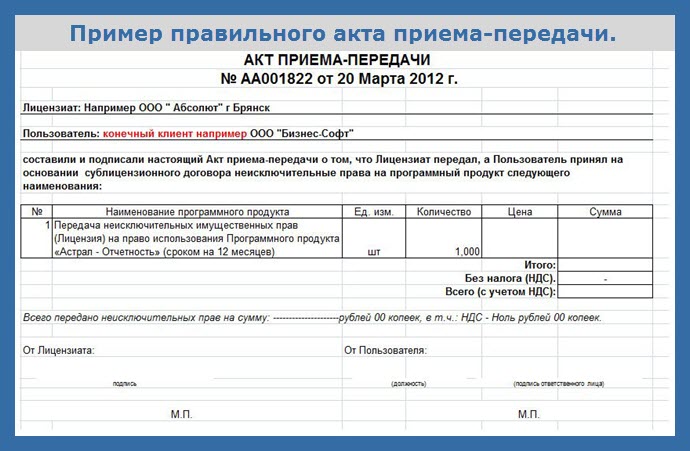 Пример правильного акта приема-передачи.
АКТ ПРИЕМА-ПЕРЕДАЧИ
№ АА001822 от 20 Марта 2012 г.
Лицензиат: Например ООО " Абсолют" г Брянск
Пользователь: конечный клиент например ООО "Бизнес-Софт"
составили и подписали настоящий Акт приема-передачи о том, что Лицензиат передал, а Пользователь принял на
основании сублицензионного договора неисключительные права на программный продукт следующего
наименования:
№ Наименование программного продукта Ед. изм. Количество Цена Сумма
1 Передача неисключительных имущественных прав
(Лицензия) на право использования Программного продукта
«Астрал - Отчетность» (сроком на 12 месяцев) шт 1,000
Итого:
Без налога (НДС). -
Всего (с учетом НДС):
Всего передано неисключительных прав на сумму: ---------------------рублей 00 копеек, в т.ч.: НДС - Ноль рублей 00 копеек.
От Лицензиата: От Пользователя:
подпись (должность) (подпись ответственного лица)
М.П. М.П.